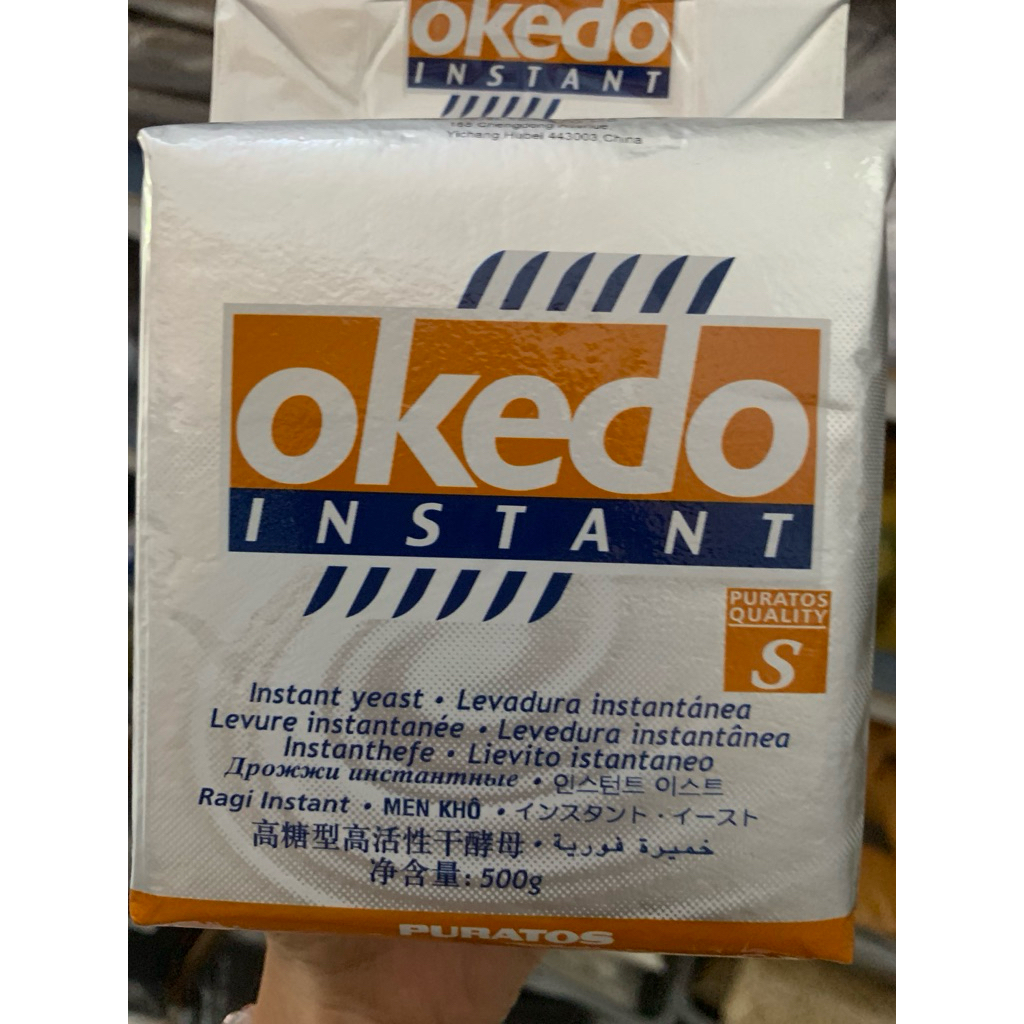 okedo
INSTANT
168 Chengdong Avenue
Yichang Hubei 443003, China
okedo
INSTANT
PURATOS
QUALITY
S
Instant yeast • Levadura instantánea
Levure instantanée • Levedura instantânea
Instanthefe • Lievito istantaneo
Дрожжи инстантные • 인스턴트 이스트
Ragi Instant • MEN KHÔ • インスタント・イースト
高糖型高活性干酵母 • خميرة فورية
净含量: 500g
PURATOS